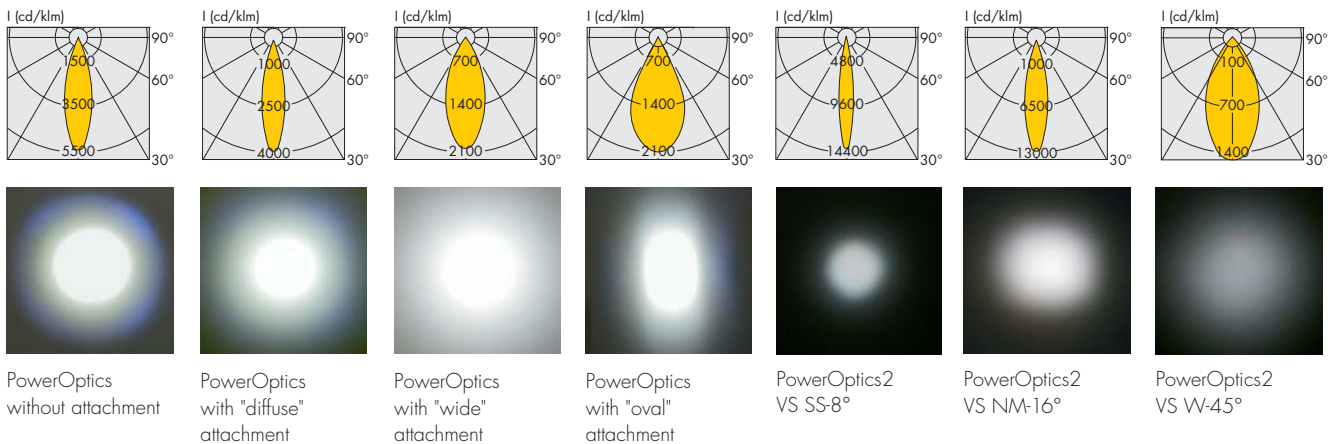 I (cd/klm)
90°
60°
30°
1500
3500
5500
I (cd/klm)
90°
60°
30°
1000
2500
4000
I (cd/klm)
90°
60°
30°
700
1400
2100
I (cd/klm)
90°
60°
30°
700
1400
2100
I (cd/klm)
90°
60°
30°
4800
9600
14400
I (cd/klm)
90°
60°
30°
1000
6500
13000
I (cd/klm)
90°
60°
30°
100
700
1400
PowerOptics
without attachment
PowerOptics
with "diffuse"
attachment
PowerOptics
with "wide"
attachment
PowerOptics
with "oval"
attachment
PowerOptics2
VS SS-8°
PowerOptics2
VS NM-16°
PowerOptics2
VS W-45°